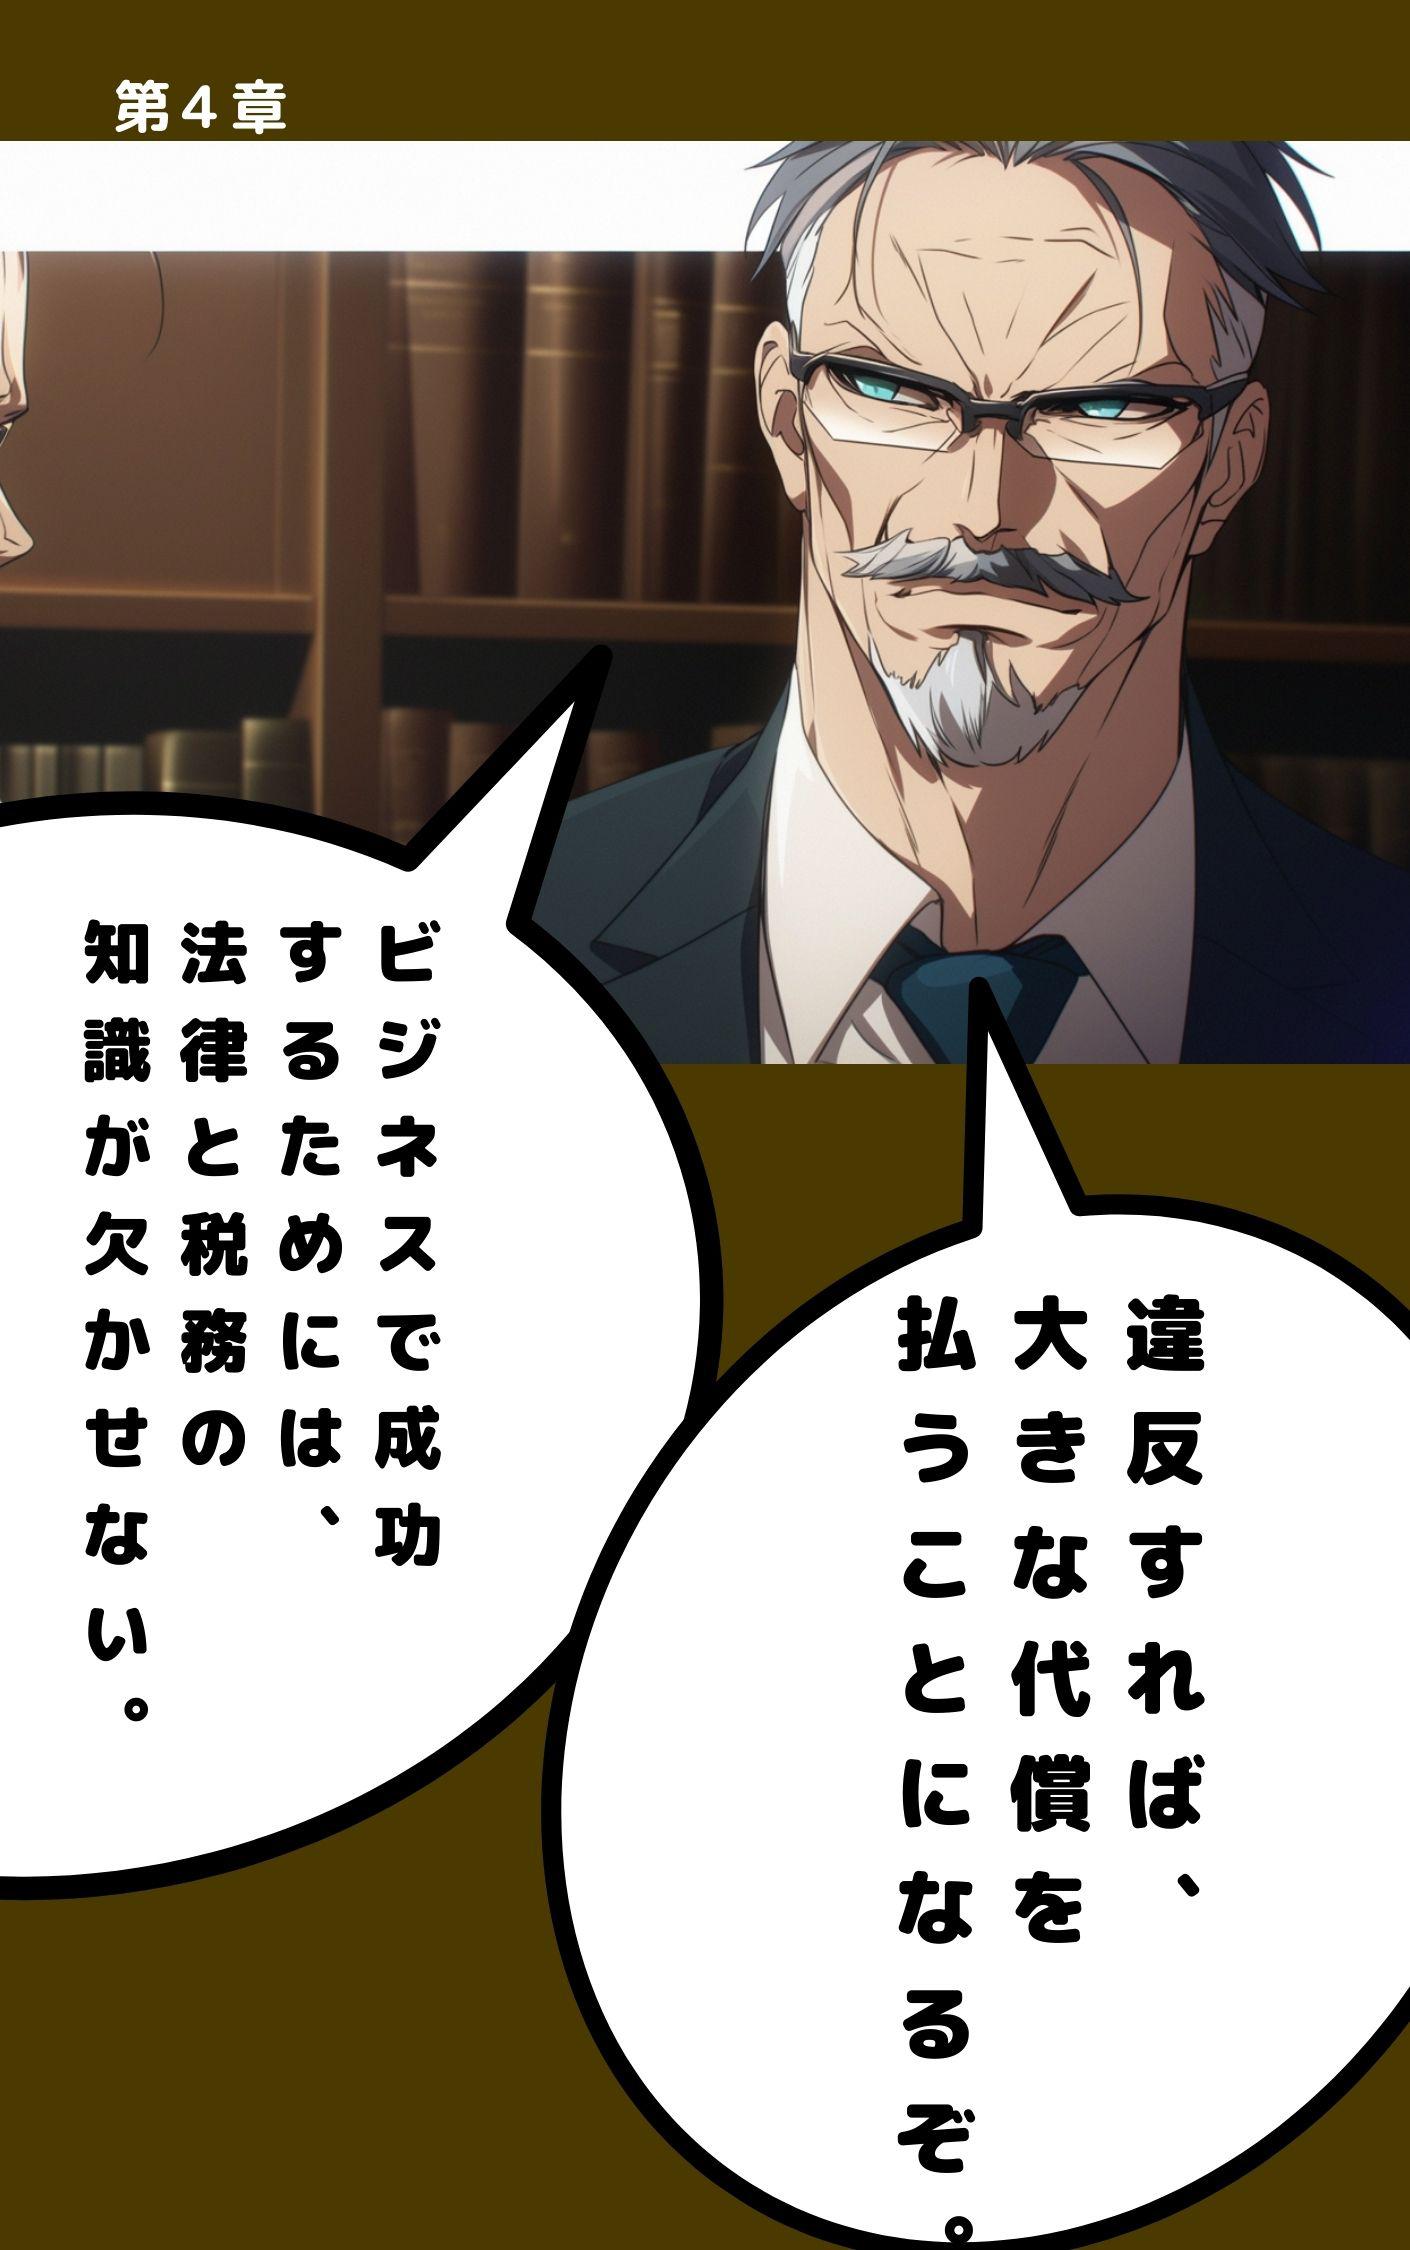 第4章
ビジネスで成功
するためには、
法律と税務の
知識が欠かせない。
違反すれば、
大きな代償を
払うことになるぞ。